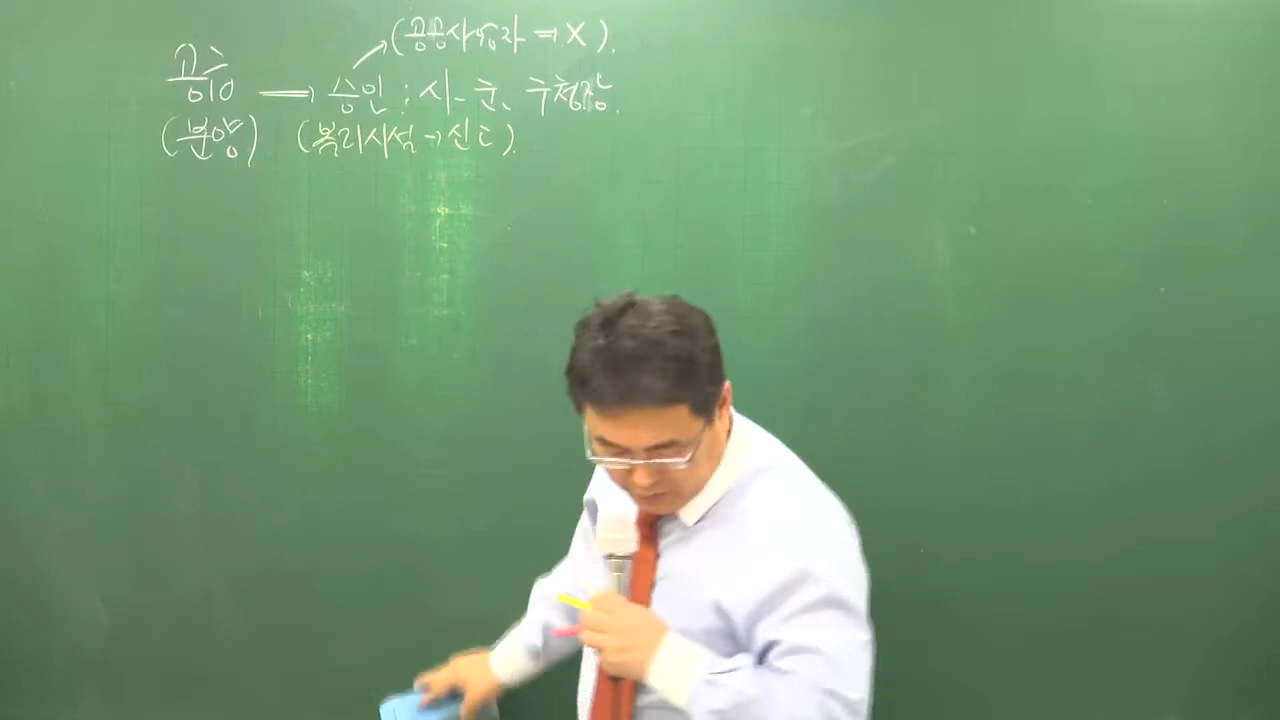 (공공사업자 ⇒ X).
공급 → 승인 : 시. 군. 구청장.
(분양) (복리시설 → 신고).